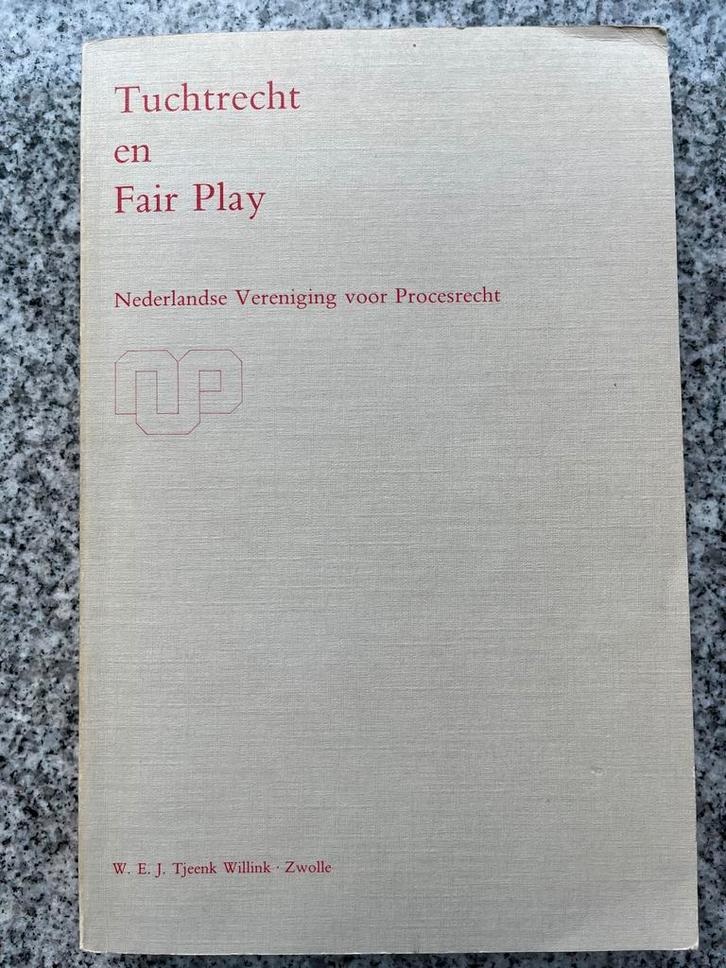 Tuchtrecht
en
Fair Play
Nederlandse Vereniging voor Procesrecht
W. E. J. Tjeenk Willink · Zwolle